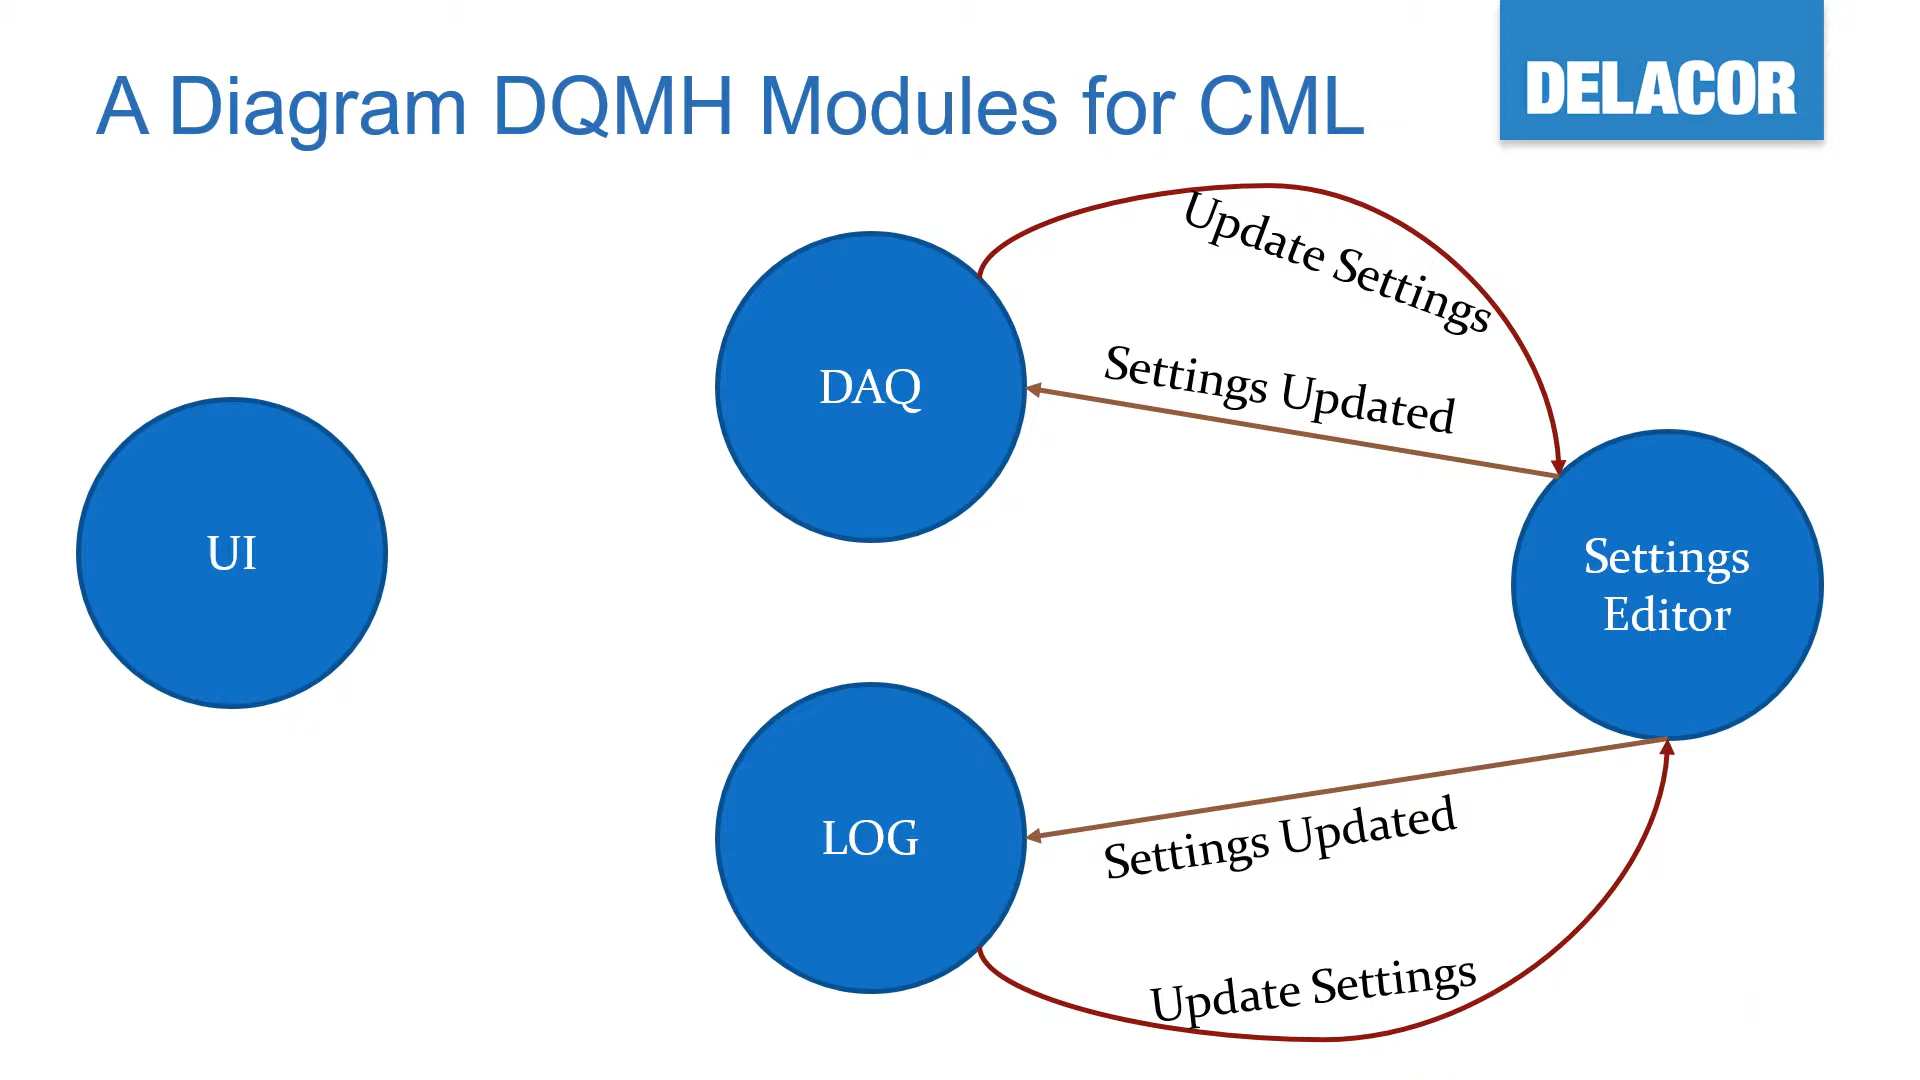 A Diagram DQMH Modules for CML
DELACOR
Update Settings
Settings Updated
DAQ
UI
Settings
Editor
LOG
Settings Updated
Update Settings